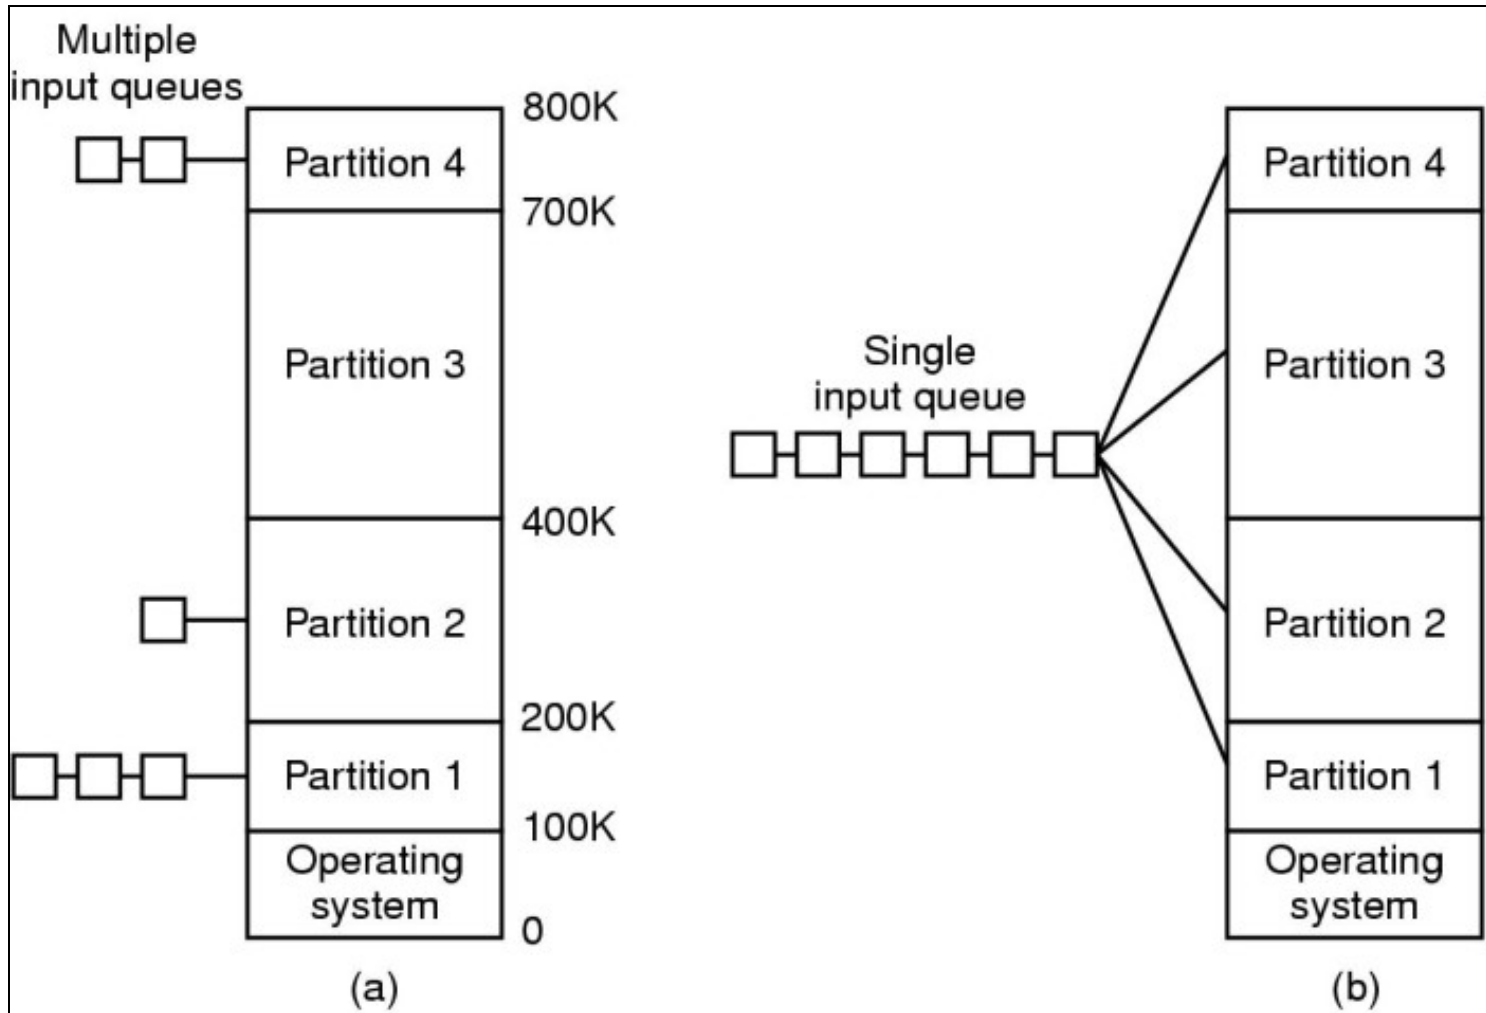 Multiple
input queues
800K
Partition 4
700K
Partition 3
400K
Partition 2
200K
Partition 1
100K
Operating
system
0
(a)
Single
input queue
Partition 4
Partition 3
Partition 2
Partition 1
Operating
system
(b)